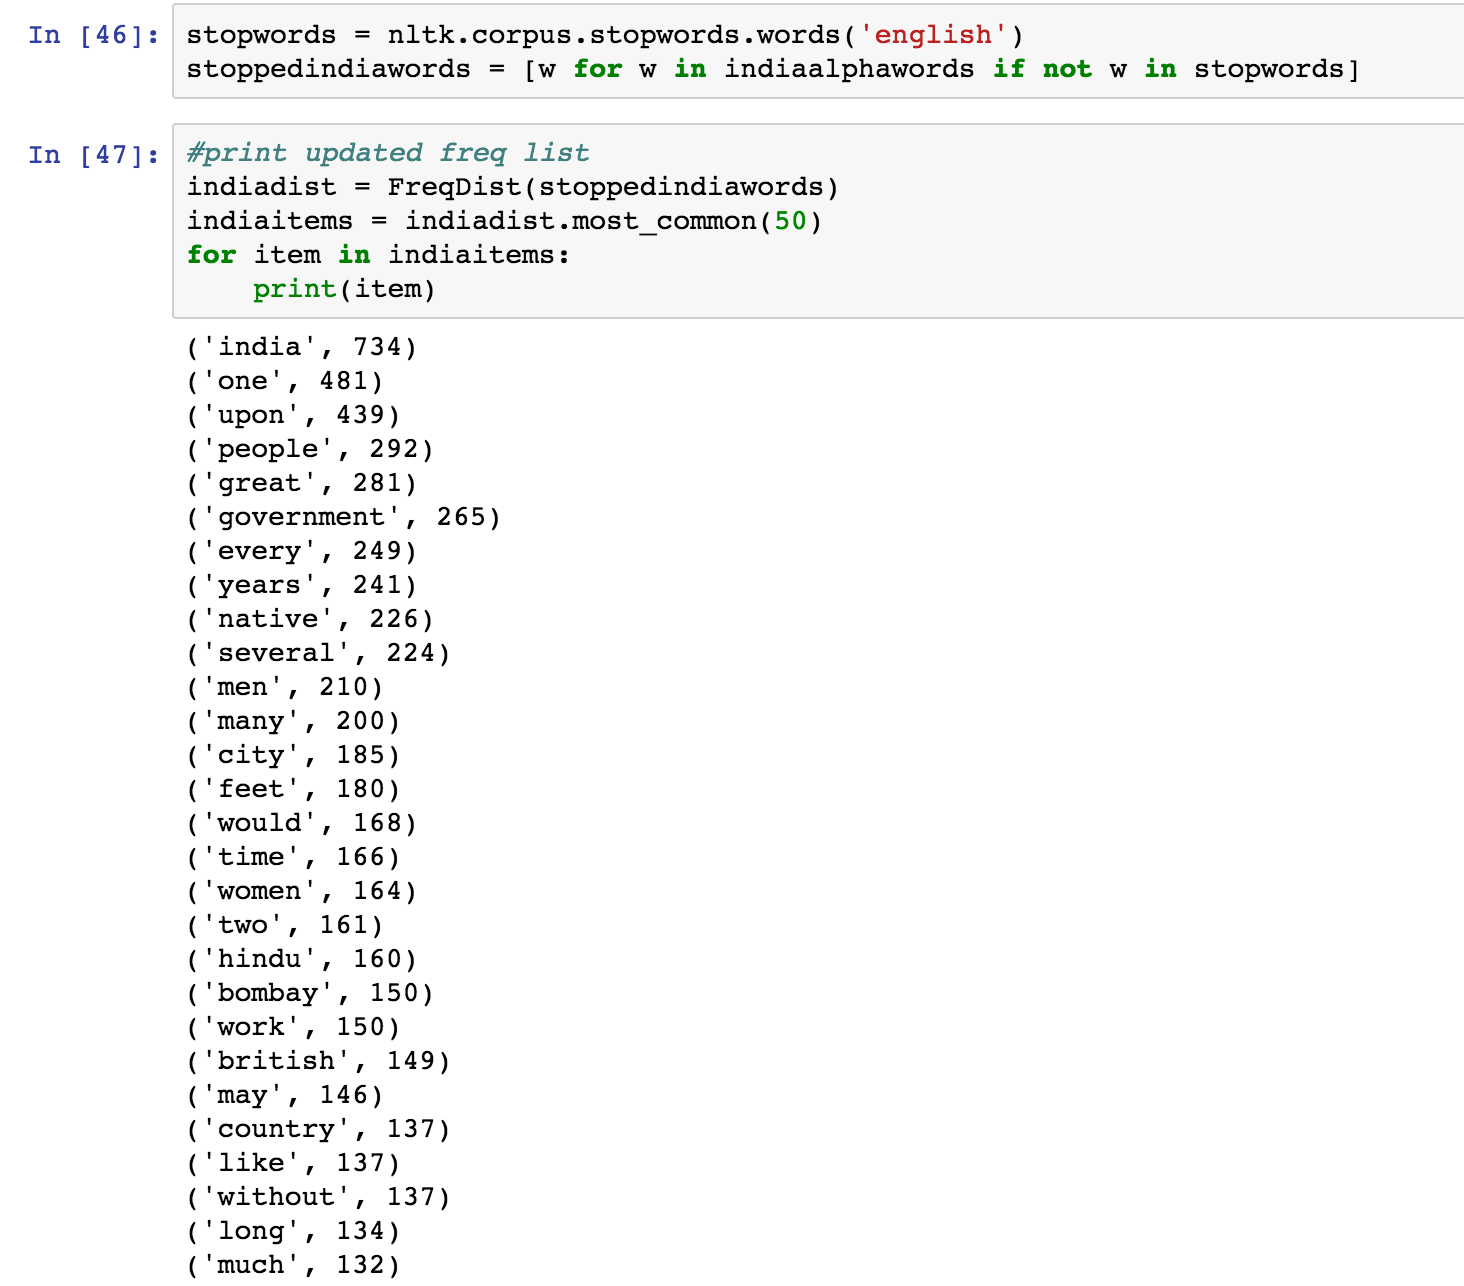 In [46]: stopwords = nltk.corpus.stopwords.words('english')
stoppedindiawords = [w for w in indiaalphawords if not w in stopwords]
In [47]: #print updated freq list
indiadist = FreqDist(stoppedindiawords)
indiaitems = indiadist.most_common(50)
for item in indiaitems:
    print(item)
('india', 734)
('one', 481)
('upon', 439)
('people', 292)
('great', 281)
('government', 265)
('every', 249)
('years', 241)
('native', 226)
('several', 224)
('men', 210)
('many', 200)
('city', 185)
('feet', 180)
('would', 168)
('time', 166)
('women', 164)
('two', 161)
('hindu', 160)
('bombay', 150)
('work', 150)
('british', 149)
('may', 146)
('country', 137)
('like', 137)
('without', 137)
('long', 134)
('much', 132)